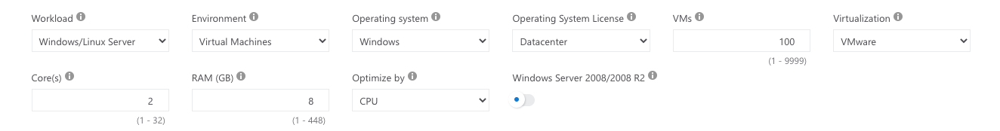 Workload Environment Operating system Operating System License VMs Virtualization
Windows/Linux Server Virtual Machines Windows Datacenter 100 VMware
(1 - 9999)
Core(s) RAM (GB) Optimize by Windows Server 2008/2008 R2
2 8 CPU
(1 - 32) (1 - 448)